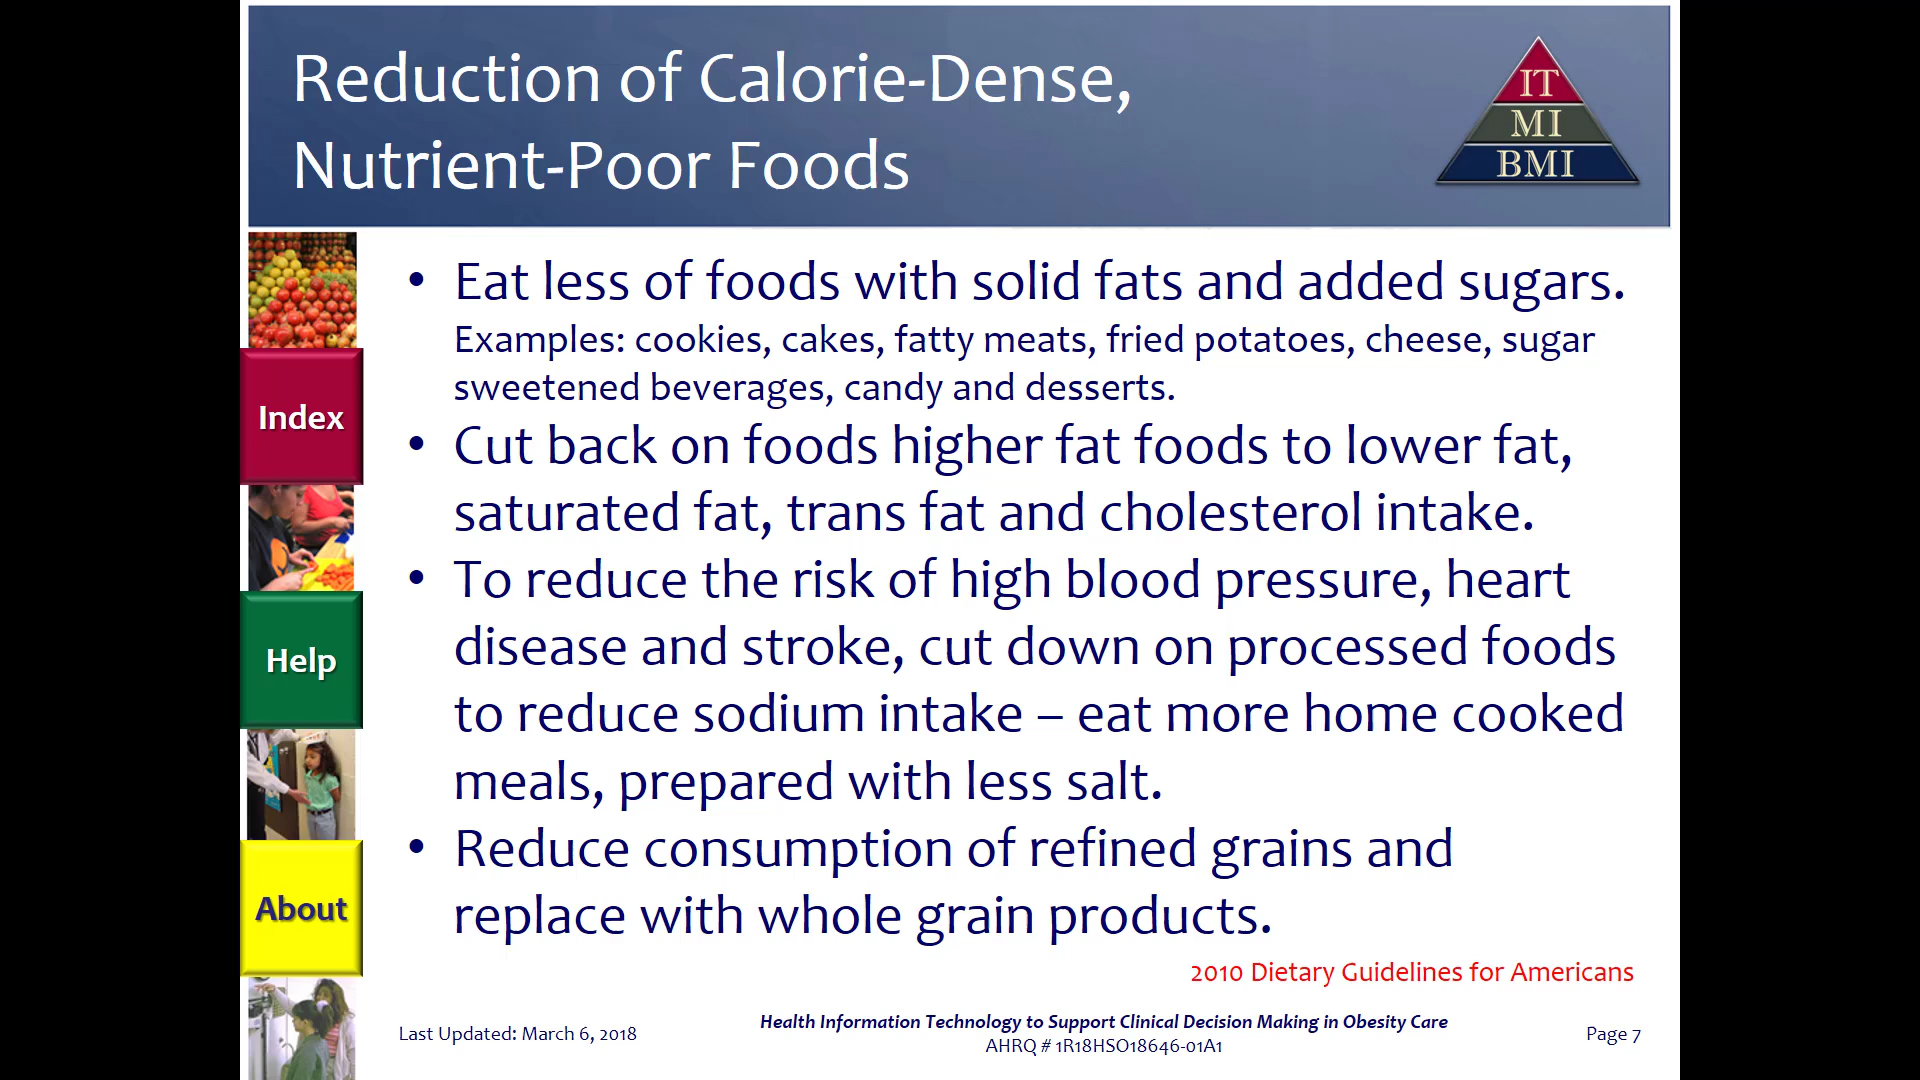 Reduction of Calorie-Dense,
Nutrient-Poor Foods
IT
MI
BMI
• Eat less of foods with solid fats and added sugars.
Examples: cookies, cakes, fatty meats, fried potatoes, cheese, sugar
sweetened beverages, candy and desserts.
• Cut back on foods higher fat foods to lower fat,
saturated fat, trans fat and cholesterol intake.
• To reduce the risk of high blood pressure, heart
disease and stroke, cut down on processed foods
to reduce sodium intake – eat more home cooked
meals, prepared with less salt.
• Reduce consumption of refined grains and
replace with whole grain products.
Index
Help
About
2010 Dietary Guidelines for Americans
Last Updated: March 6, 2018
Health Information Technology to Support Clinical Decision Making in Obesity Care
AHRQ # 1R18HSO18646-01A1
Page 7